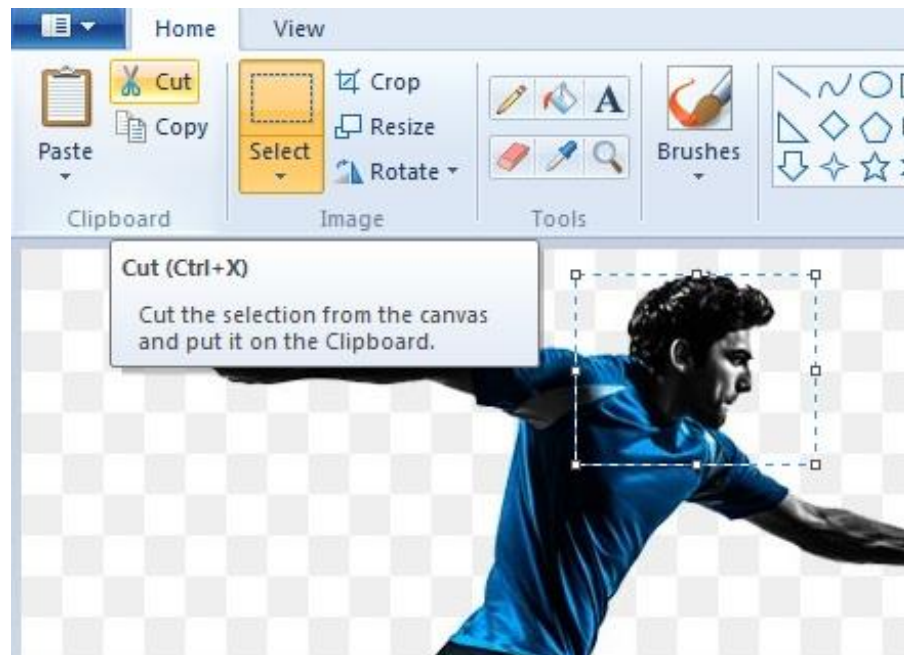 Home View
Cut
Copy
Paste
Select
Crop
Resize
Rotate
A
Brushes
Clipboard Image Tools
Cut (Ctrl+X)
Cut the selection from the canvas
and put it on the Clipboard.